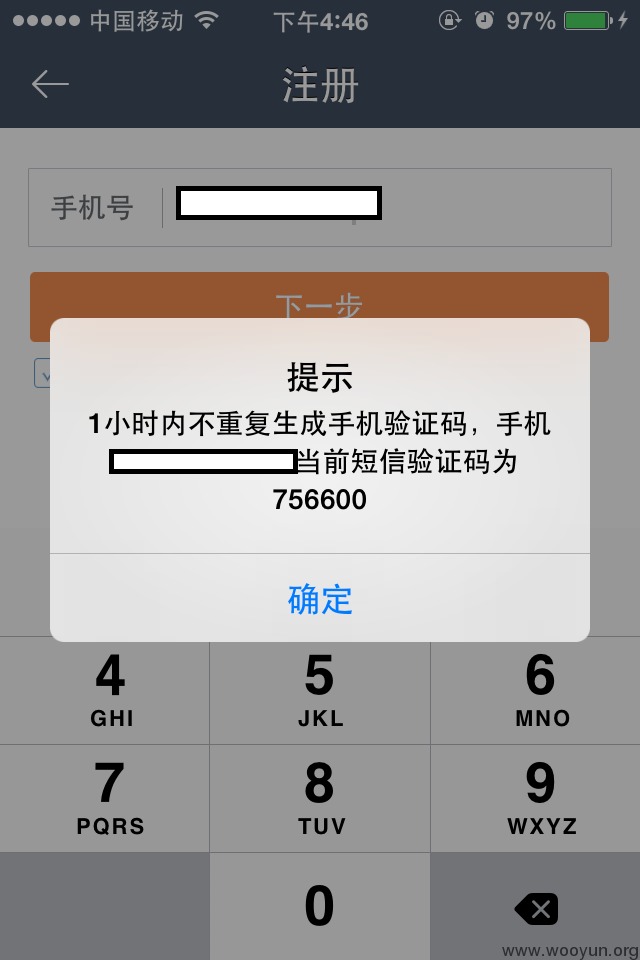 中国移动 下午4:46 97%
注册
手机号
下一步
提示
1小时内不重复生成手机验证码，手机
当前短信验证码为
756600
确定
4 5 6
GHI JKL MNO
7 8 9
PQRS TUV WXYZ
0
www.wooyun.org